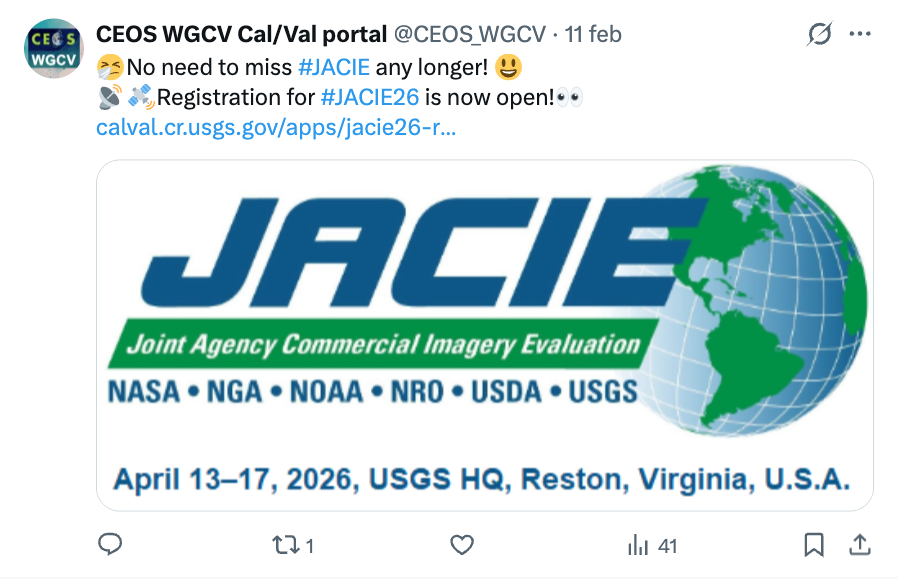 CEOS WGCV Cal/Val portal @CEOS_WGCV · 11 feb
CEOS
WGCV
🤧No need to miss #JACIE any longer! 😃
📡 🛰️Registration for #JACIE26 is now open!👀
calval.cr.usgs.gov/apps/jacie26-r...
JACIE
Joint Agency Commercial Imagery Evaluation
NASA • NGA • NOAA • NRO • USDA • USGS
April 13–17, 2026, USGS HQ, Reston, Virginia, U.S.A.
1
41